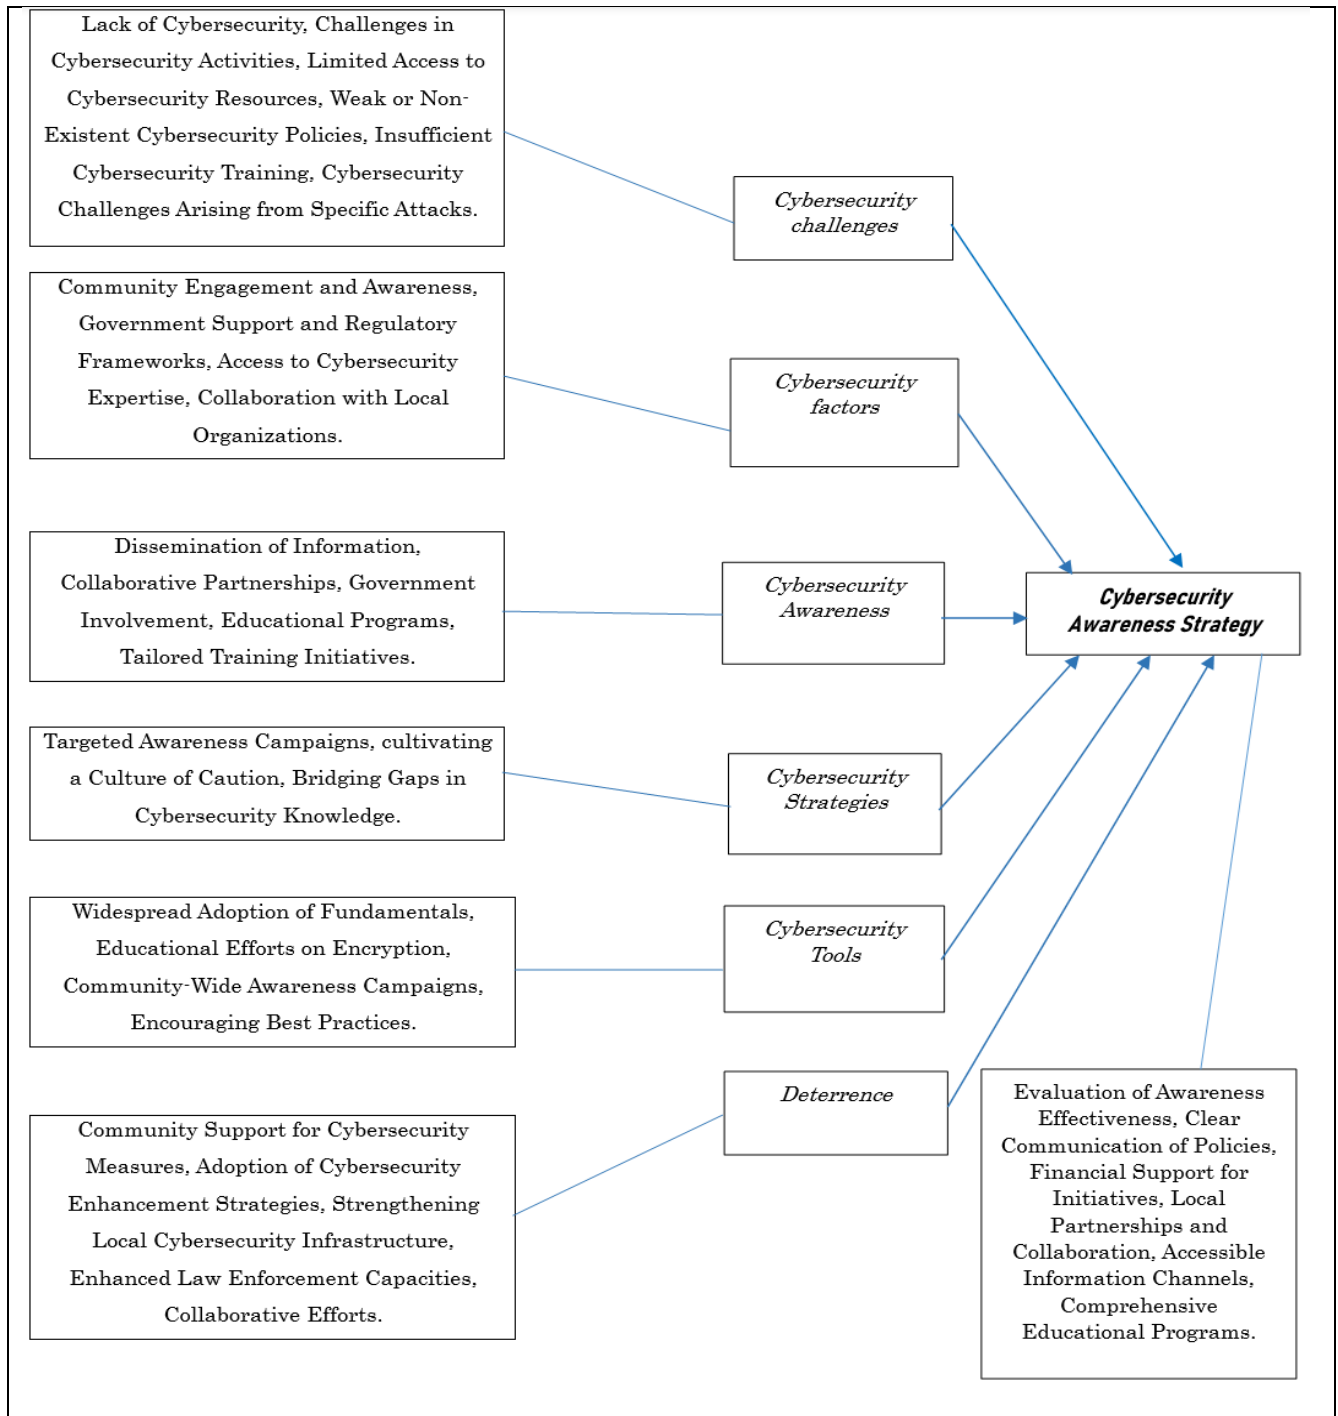 Lack of Cybersecurity, Challenges in
Cybersecurity Activities, Limited Access to
Cybersecurity Resources, Weak or Non-
Existent Cybersecurity Policies, Insufficient
Cybersecurity Training, Cybersecurity
Challenges Arising from Specific Attacks.
Cybersecurity
challenges
Community Engagement and Awareness,
Government Support and Regulatory
Frameworks, Access to Cybersecurity
Expertise, Collaboration with Local
Organizations.
Cybersecurity
factors
Dissemination of Information,
Collaborative Partnerships, Government
Involvement, Educational Programs,
Tailored Training Initiatives.
Cybersecurity
Awareness
Cybersecurity
Awareness Strategy
Targeted Awareness Campaigns, cultivating
a Culture of Caution, Bridging Gaps in
Cybersecurity Knowledge.
Cybersecurity
Strategies
Widespread Adoption of Fundamentals,
Educational Efforts on Encryption,
Community-Wide Awareness Campaigns,
Encouraging Best Practices.
Cybersecurity
Tools
Community Support for Cybersecurity
Measures, Adoption of Cybersecurity
Enhancement Strategies, Strengthening
Local Cybersecurity Infrastructure,
Enhanced Law Enforcement Capacities,
Collaborative Efforts.
Deterrence
Evaluation of Awareness
Effectiveness, Clear
Communication of Policies,
Financial Support for
Initiatives, Local
Partnerships and
Collaboration, Accessible
Information Channels,
Comprehensive
Educational Programs.